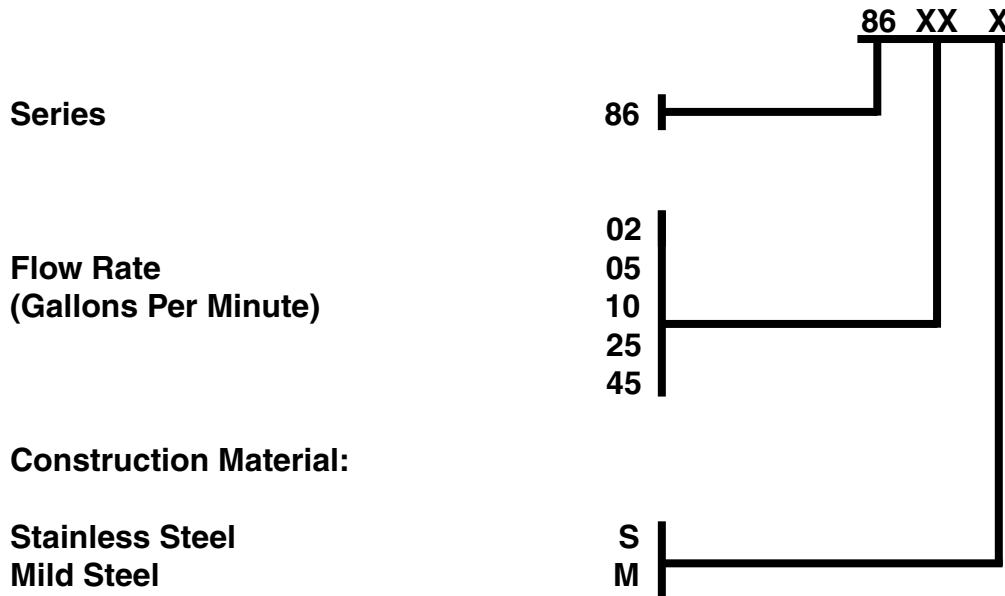 86 XX X
Series 86
02
Flow Rate 05
(Gallons Per Minute) 10
25
45
Construction Material:
Stainless Steel S
Mild Steel M